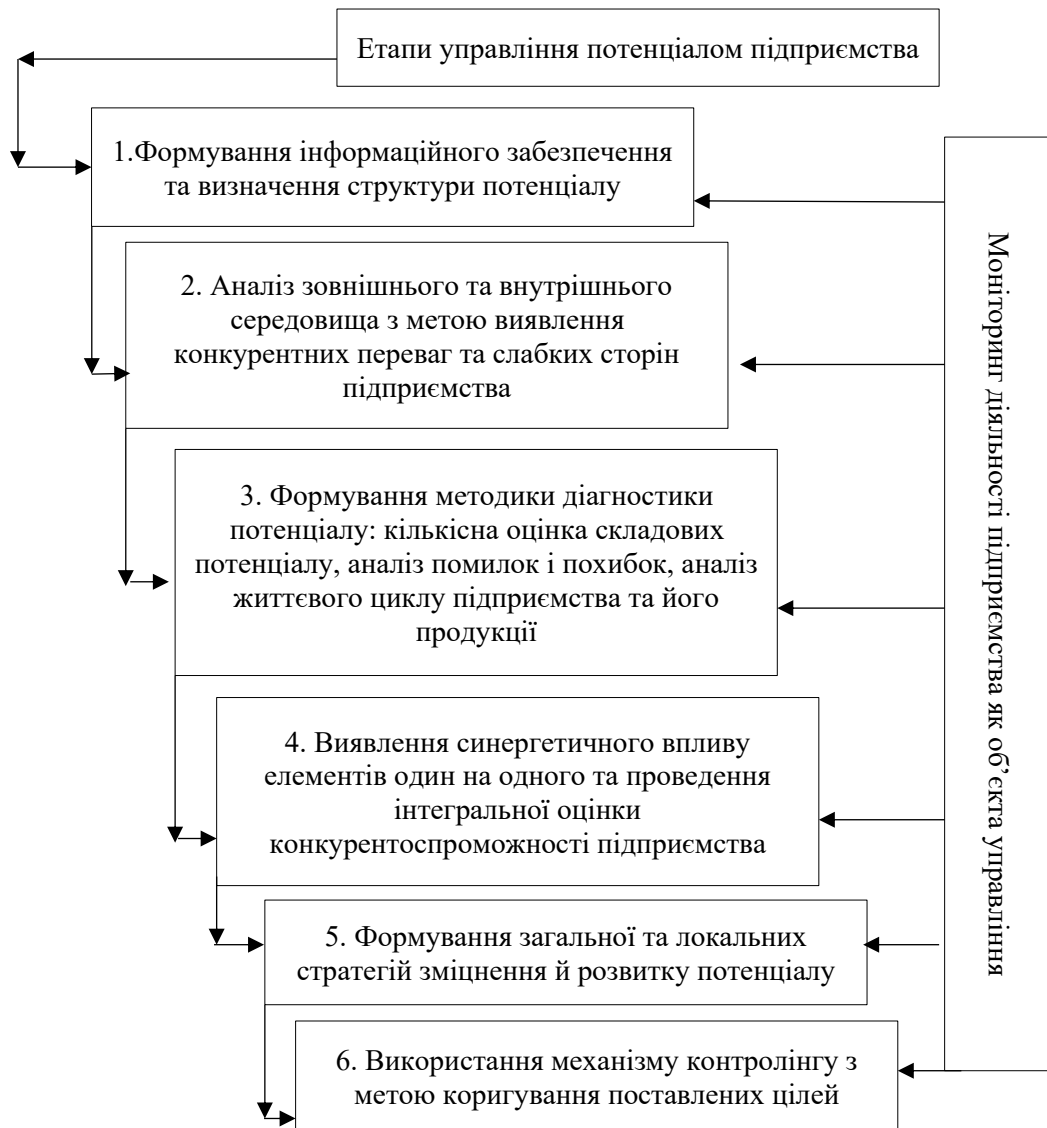 Етапи управління потенціалом підприємства
1.Формування інформаційного забезпечення
та визначення структури потенціалу
2. Аналіз зовнішнього та внутрішнього
середовища з метою виявлення
конкурентних переваг та слабких сторін
підприємства
3. Формування методики діагностики
потенціалу: кількісна оцінка складових
потенціалу, аналіз помилок і похибок, аналіз
життєвого циклу підприємства та його
продукції
4. Виявлення синергетичного впливу
елементів один на одного та проведення
інтегральної оцінки
конкурентоспроможності підприємства
5. Формування загальної та локальних
стратегій зміцнення й розвитку потенціалу
6. Використання механізму контролінгу з
метою коригування поставлених цілей
Моніторинг діяльності підприємства як об’єкта управління